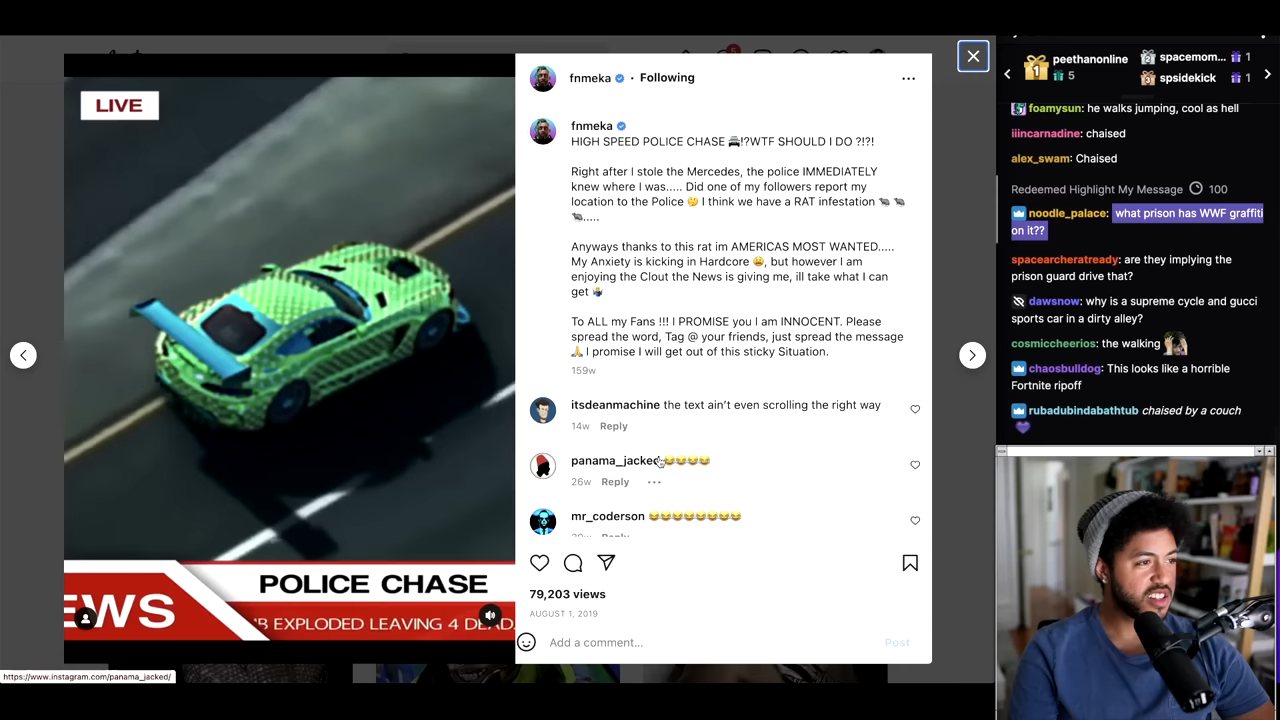 LIVE
EWS
POLICE CHASE
B EXPLODED LEAVING 4 DEAD.
https://www.instagram.com/panama_jacked/
fnmeka • Following
fnmeka
HIGH SPEED POLICE CHASE 🚔!?WTF SHOULD I DO ?!?!
Right after I stole the Mercedes, the police IMMEDIATELY
knew where I was..... Did one of my followers report my
location to the Police 🤔 I think we have a RAT infestation 🐀 🐀
🐀.....
Anyways thanks to this rat im AMERICAS MOST WANTED.....
My Anxiety is kicking in Hardcore 😩, but however I am
enjoying the Clout the News is giving me, ill take what I can
get 🤷
To ALL my Fans !!! I PROMISE you I am INNOCENT. Please
spread the word, Tag @ your friends, just spread the message
🙏 I promise I will get out of this sticky Situation.
159w
itsdeanmachine the text ain't even scrolling the right way
14w Reply
panama_jacked 😂😂😂😂
26w Reply •••
mr_coderson 😂😂😂😂😂😂😂😂
Reply
79,203 views
AUGUST 1, 2019
Add a comment...
Post
1 peethanonline
5
2 spacemom... 1
3 spsidekick 1
foamysun: he walks jumping, cool as hell
iiincarnadine: chaised
alex_swam: Chaised
Redeemed Highlight My Message 100
noodle_palace: what prison has WWF graffiti
on it??
spacearcheratready: are they implying the
prison guard drive that?
dawsnow: why is a supreme cycle and gucci
sports car in a dirty alley?
cosmiccheerios: the walking
chaosbulldog: This looks like a horrible
Fortnite ripoff
rubadubindabathtub chaised by a couch
💜